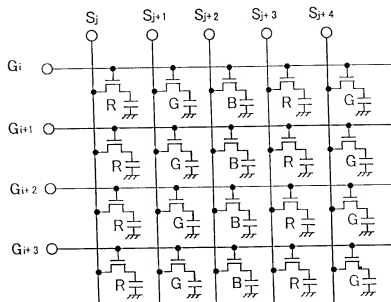 Sj Sj+1 Sj+2 Sj+3 Sj+4
Gi
R G B R G
Gi+1
R G B R G
Gi+2
R G B R G
Gi+3
R G B R G